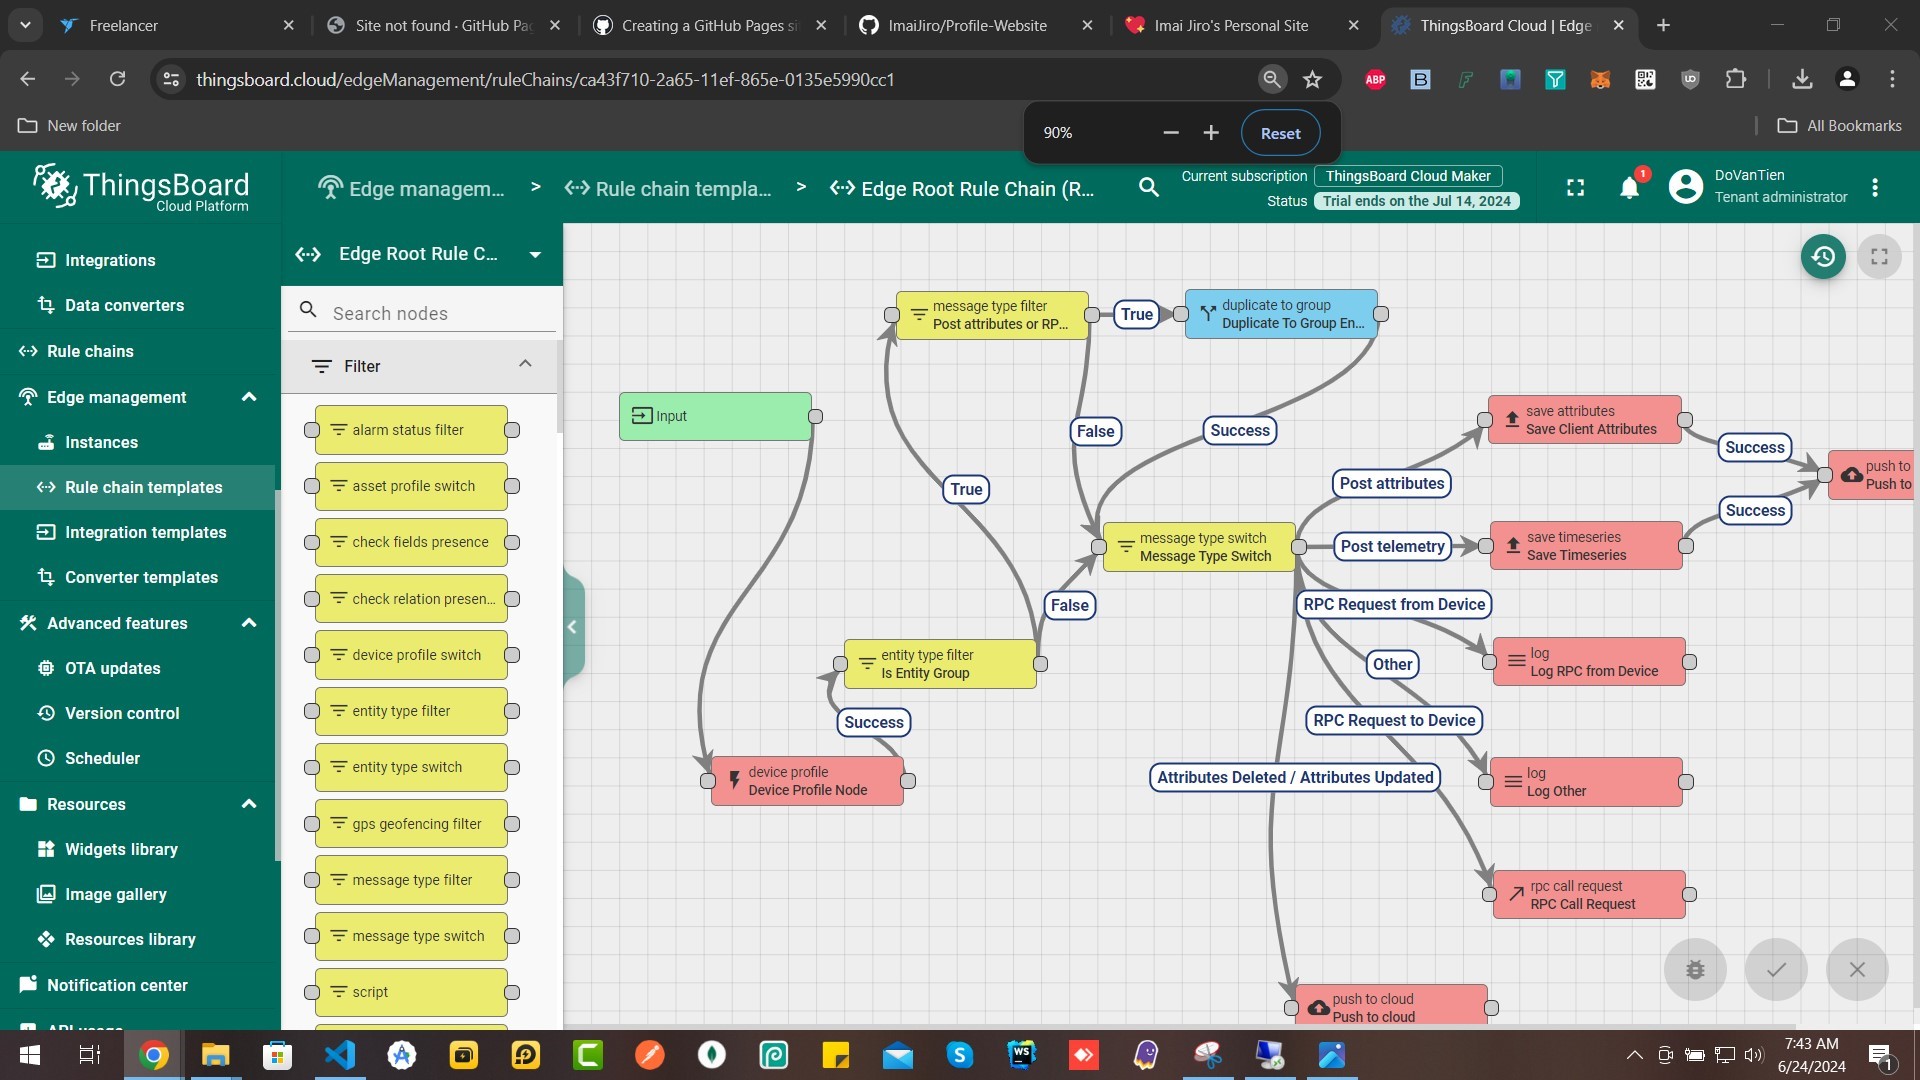 Freelancer
Site not found · GitHub Pa
Creating a GitHub Pages si
ImaiJiro/Profile-Website
Imai Jiro's Personal Site
ThingsBoard Cloud | Edge
thingsboard.cloud/edgeManagement/ruleChains/ca43f710-2a65-11ef-865e-0135e5990cc1
ABP
B
New folder
All Bookmarks
90%
Reset
ThingsBoard
Cloud Platform
Edge managem...
>
Rule chain templa...
>
Edge Root Rule Chain (R...
Current subscription
ThingsBoard Cloud Maker
Status
Trial ends on the Jul 14, 2024
1
DoVanTien
Tenant administrator
Integrations
Data converters
Rule chains
Edge management
Instances
Rule chain templates
Integration templates
Converter templates
Advanced features
OTA updates
Version control
Scheduler
Resources
Widgets library
Image gallery
Resources library
Notification center
Edge Root Rule C...
Search nodes
Filter
alarm status filter
asset profile switch
check fields presence
check relation presen...
device profile switch
entity type filter
entity type switch
gps geofencing filter
message type filter
message type switch
script
message type filter
Post attributes or RP...
True
duplicate to group
Duplicate To Group En...
Input
False
Success
True
save attributes
Save Client Attributes
Success
push to
Push to
Post attributes
Success
message type switch
Message Type Switch
Post telemetry
save timeseries
Save Timeseries
False
RPC Request from Device
entity type filter
Is Entity Group
Other
log
Log RPC from Device
Success
RPC Request to Device
device profile
Device Profile Node
Attributes Deleted / Attributes Updated
log
Log Other
rpc call request
RPC Call Request
push to cloud
Push to cloud
WS
7:43 AM
6/24/2024
1